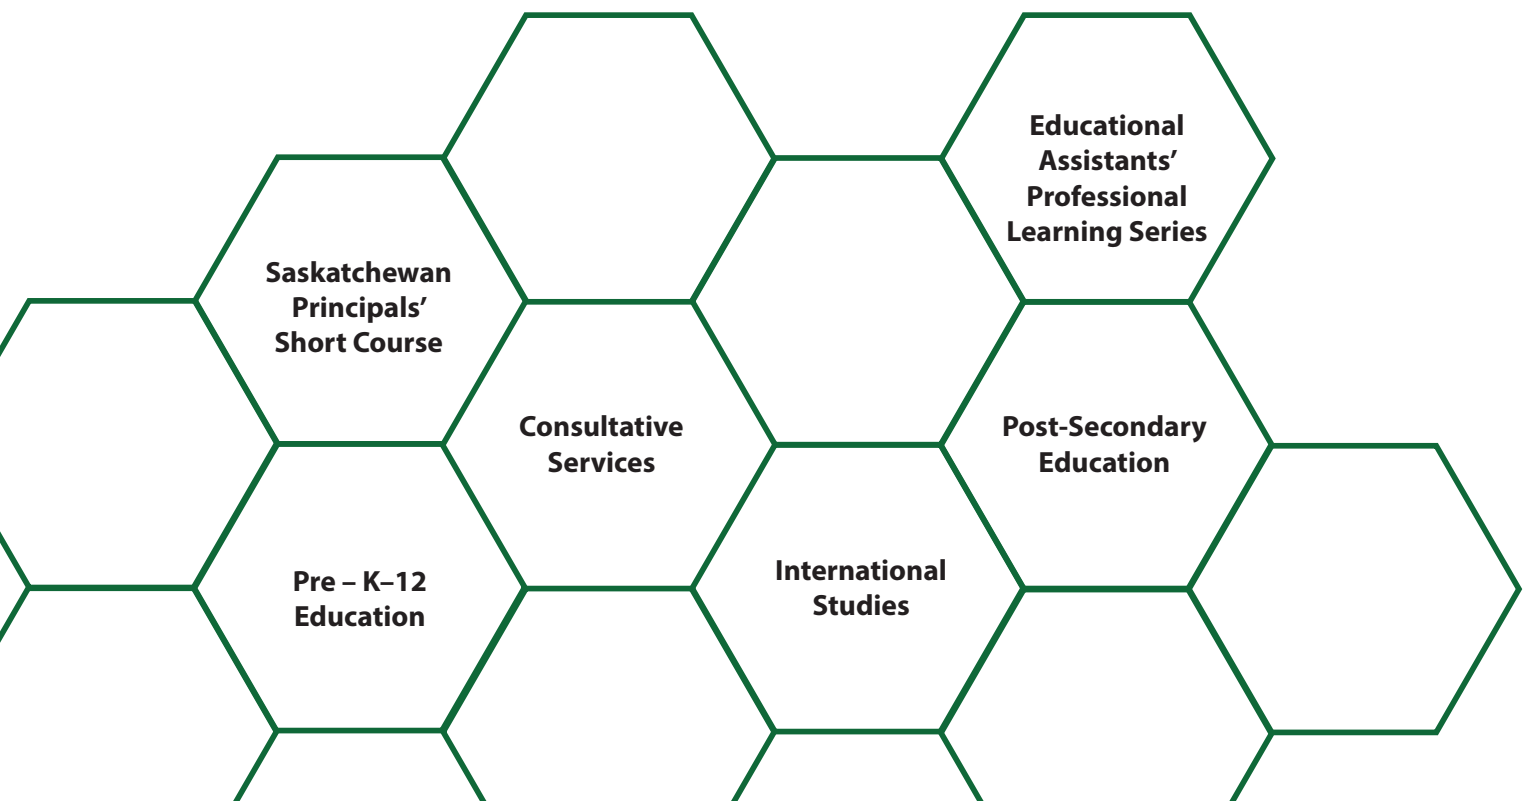 Educational
Assistants’
Professional
Learning Series
Saskatchewan
Principals’
Short Course
Consultative
Services
Post-Secondary
Education
Pre – K–12
Education
International
Studies